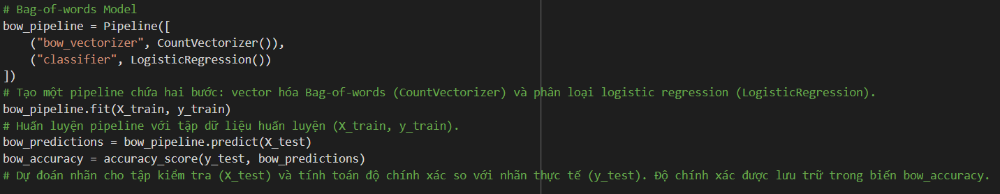 # Bag-of-words Model
bow_pipeline = Pipeline([
    ("bow_vectorizer", CountVectorizer()),
    ("classifier", LogisticRegression())
])
# Tạo một pipeline chứa hai bước: vector hóa Bag-of-words (CountVectorizer) và phân loại logistic regression (LogisticRegression).
bow_pipeline.fit(X_train, y_train)
# Huấn luyện pipeline với tập dữ liệu huấn luyện (X_train, y_train).
bow_predictions = bow_pipeline.predict(X_test)
bow_accuracy = accuracy_score(y_test, bow_predictions)
# Dự đoán nhãn cho tập kiểm tra (X_test) và tính toán độ chính xác so với nhãn thực tế (y_test). Độ chính xác được lưu trữ trong biến bow_accuracy.